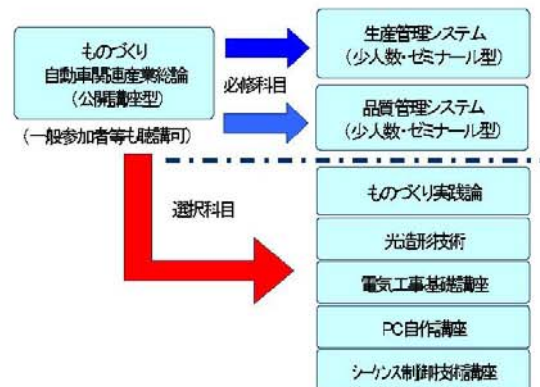 ものづくり
自動車関連産業総論
(公開講座型)
(一般参加者等も聴講可)
必修科目
生産管理システム
(少人数・ゼミナール型)
品質管理システム
(少人数・ゼミナール型)
選択科目
ものづくり実践論
光造形技術
電気工事基礎講座
PC自作講座
シーケンス制御技術講座